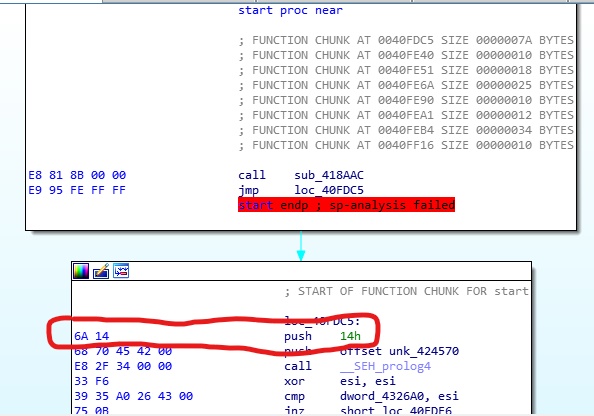 start proc near
; FUNCTION CHUNK AT 0040FDC5 SIZE 0000007A BYTES
; FUNCTION CHUNK AT 0040FE40 SIZE 00000010 BYTES
; FUNCTION CHUNK AT 0040FE51 SIZE 00000018 BYTES
; FUNCTION CHUNK AT 0040FE6A SIZE 00000025 BYTES
; FUNCTION CHUNK AT 0040FE90 SIZE 00000010 BYTES
; FUNCTION CHUNK AT 0040FEA1 SIZE 00000012 BYTES
; FUNCTION CHUNK AT 0040FEB4 SIZE 00000034 BYTES
; FUNCTION CHUNK AT 0040FF16 SIZE 00000010 BYTES
E8 81 8B 00 00 call sub_418AAC
E9 95 FE FF FF jmp loc_40FDC5
start endp ; sp-analysis failed
; START OF FUNCTION CHUNK FOR start
loc_40FDC5:
6A 14 push 14h
68 70 45 42 00 push offset unk_424570
E8 2F 34 00 00 call __SEH_prolog4
33 F6 xor esi, esi
39 35 A0 26 43 00 cmp dword_4326A0, esi
75 0B jnz short loc_40FDE6